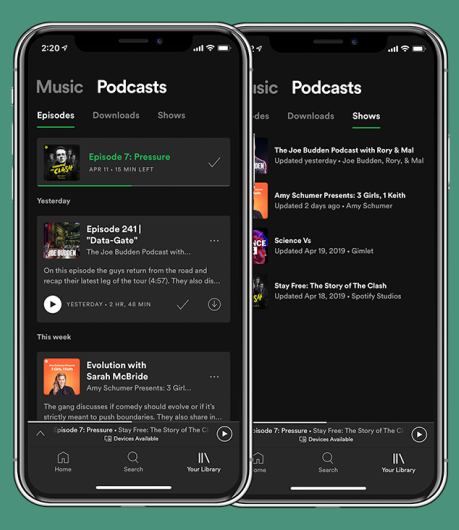 2:20
Music Podcasts
Episodes Downloads Shows
Episode 7: Pressure
APR 11 • 15 MIN LEFT
Yesterday
Episode 241 |
"Data-Gate"
The Joe Budden Podcast with...
On this episode the guys return from the road and
recap their latest leg of the tour (4:57). They also dis...
YESTERDAY • 2 HR, 48 MIN
This week
Evolution with
Sarah McBride
Amy Schumer Presents: 3 Girl...
The gang discusses if comedy should evolve or if it's
strictly meant to push boundaries. They also share in...
Episode 7: Pressure • Stay Free: The Story of The Cl
Devices Available
Home Search Your Library
Podcasts
Downloads Shows
The Joe Budden Podcast with Rory & Mal
Updated yesterday • Joe Budden, Rory, & Mal
Amy Schumer Presents: 3 Girls, 1 Keith
Updated 2 days ago • Amy Schumer
Science Vs
Updated Apr 19, 2019 • Gimlet
Stay Free: The Story of The Clash
Updated Apr 18, 2019 • Spotify Studios
pisode 7: Pressure • Stay Free: The Story of The C
Devices Available
ome Search Your Library